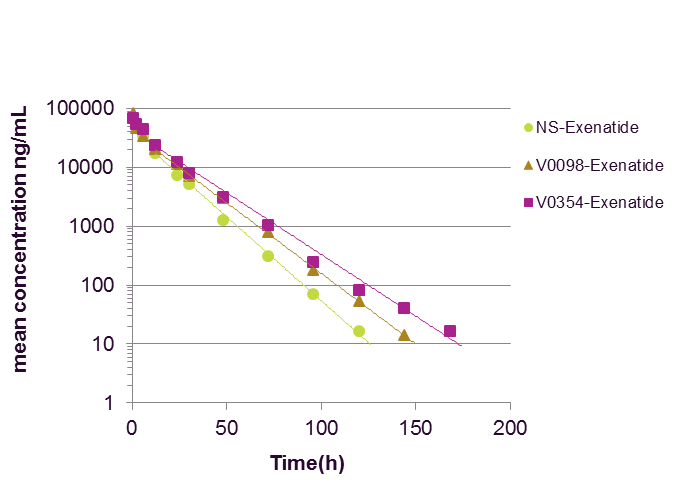 100000
10000
1000
100
10
1
mean concentration ng/mL
0
50
100
150
200
Time(h)
NS-Exenatide
V0098-Exenatide
V0354-Exenatide